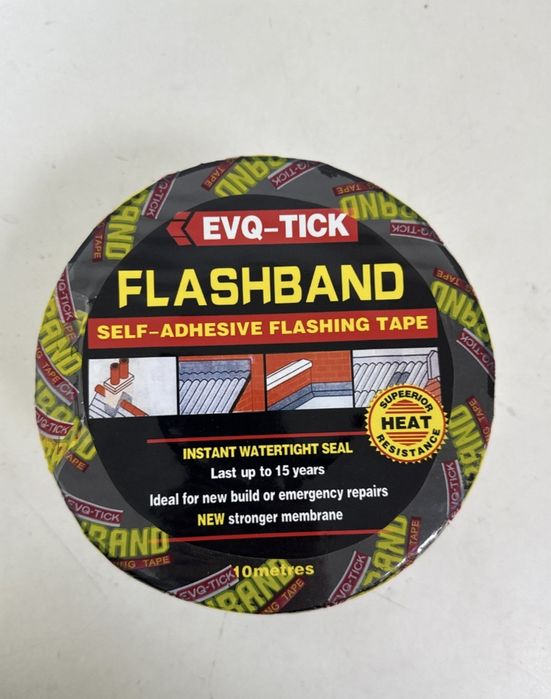 EVQ-TICK
FLASHBAND
SELF-ADHESIVE FLASHING TAPE
SUPEERIOR
HEAT
RESISTANCE
INSTANT WATERTIGHT SEAL
Last up to 15 years
Ideal for new build or emergency repairs
NEW stronger membrane
10metres